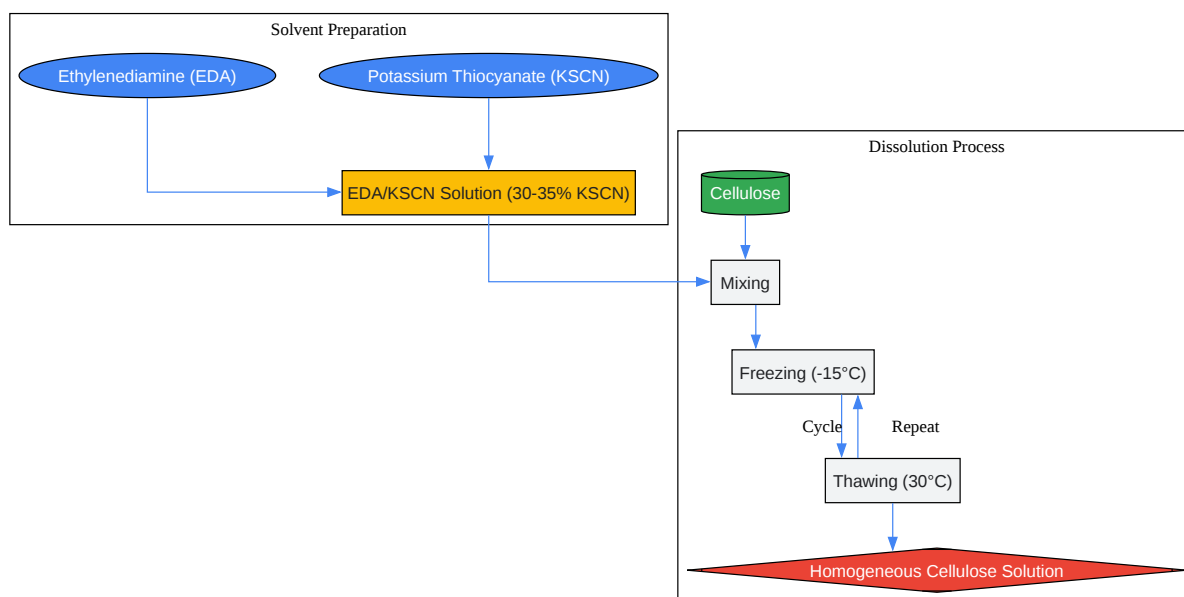 Solvent Preparation
Ethylenediamine (EDA)
Potassium Thiocyanate (KSCN)
EDA/KSCN Solution (30-35% KSCN)
Dissolution Process
Cellulose
Mixing
Freezing (-15°C)
Cycle
Repeat
Thawing (30°C)
Homogeneous Cellulose Solution